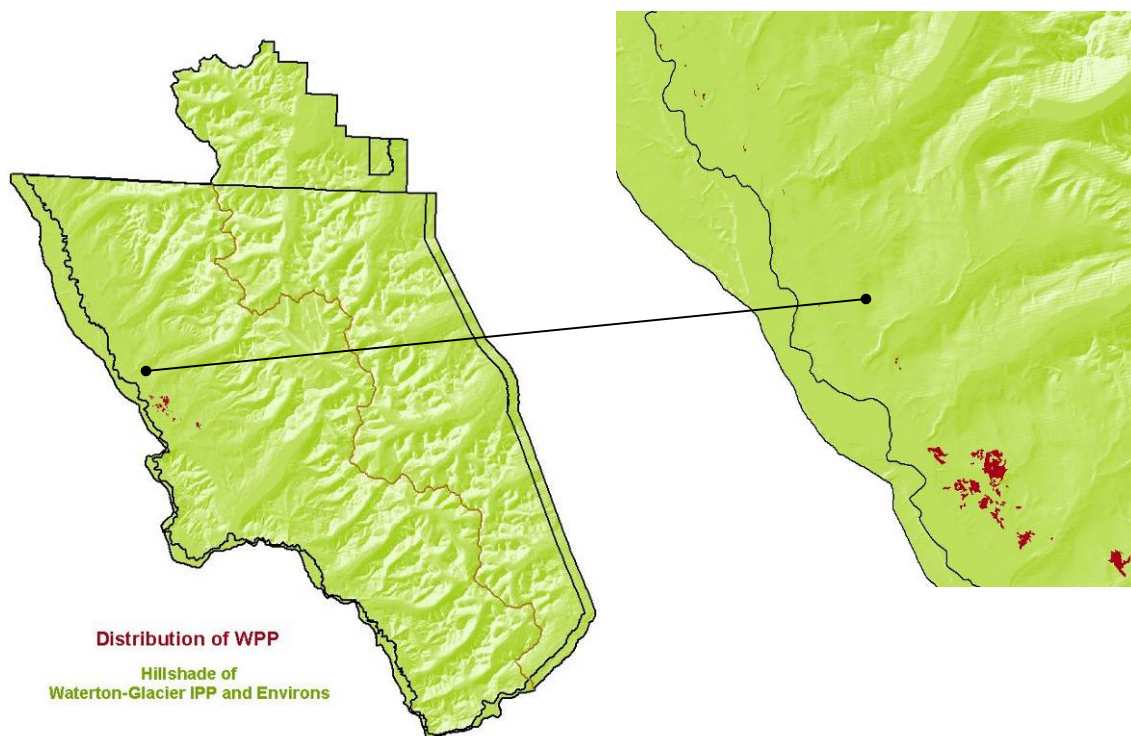 Distribution of WPP
Hillshade of
Waterton-Glacier IPP and Environs